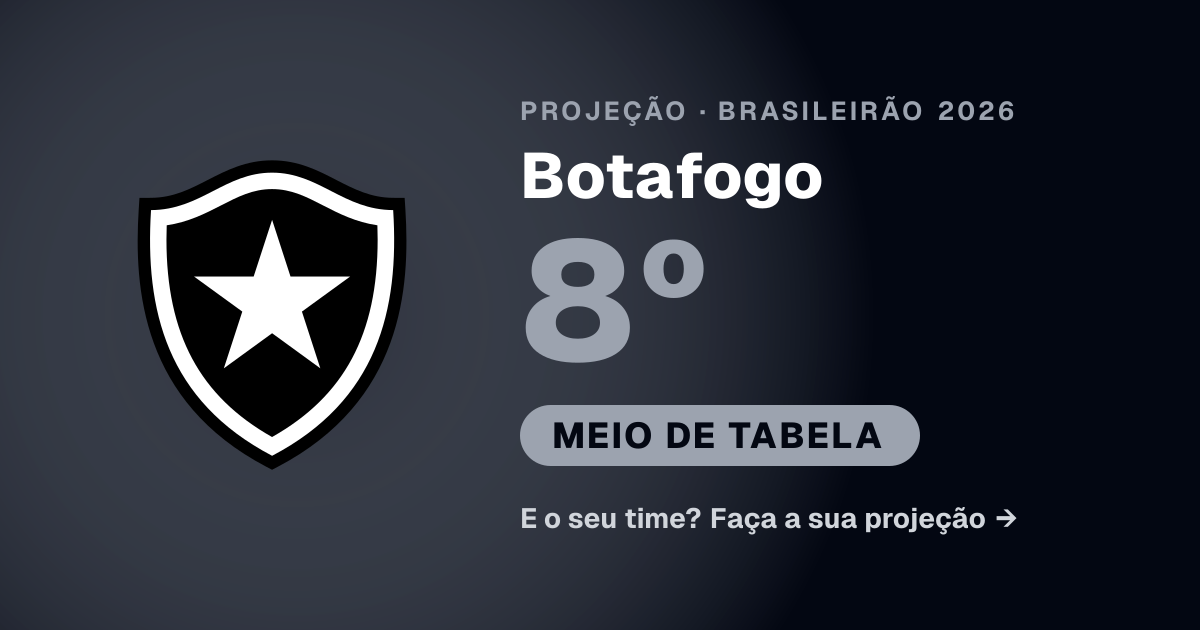 PROJEÇÃO · BRASILEIRÃO 2026
Botafogo
8º
MEIO DE TABELA
E o seu time? Faça a sua projeção →